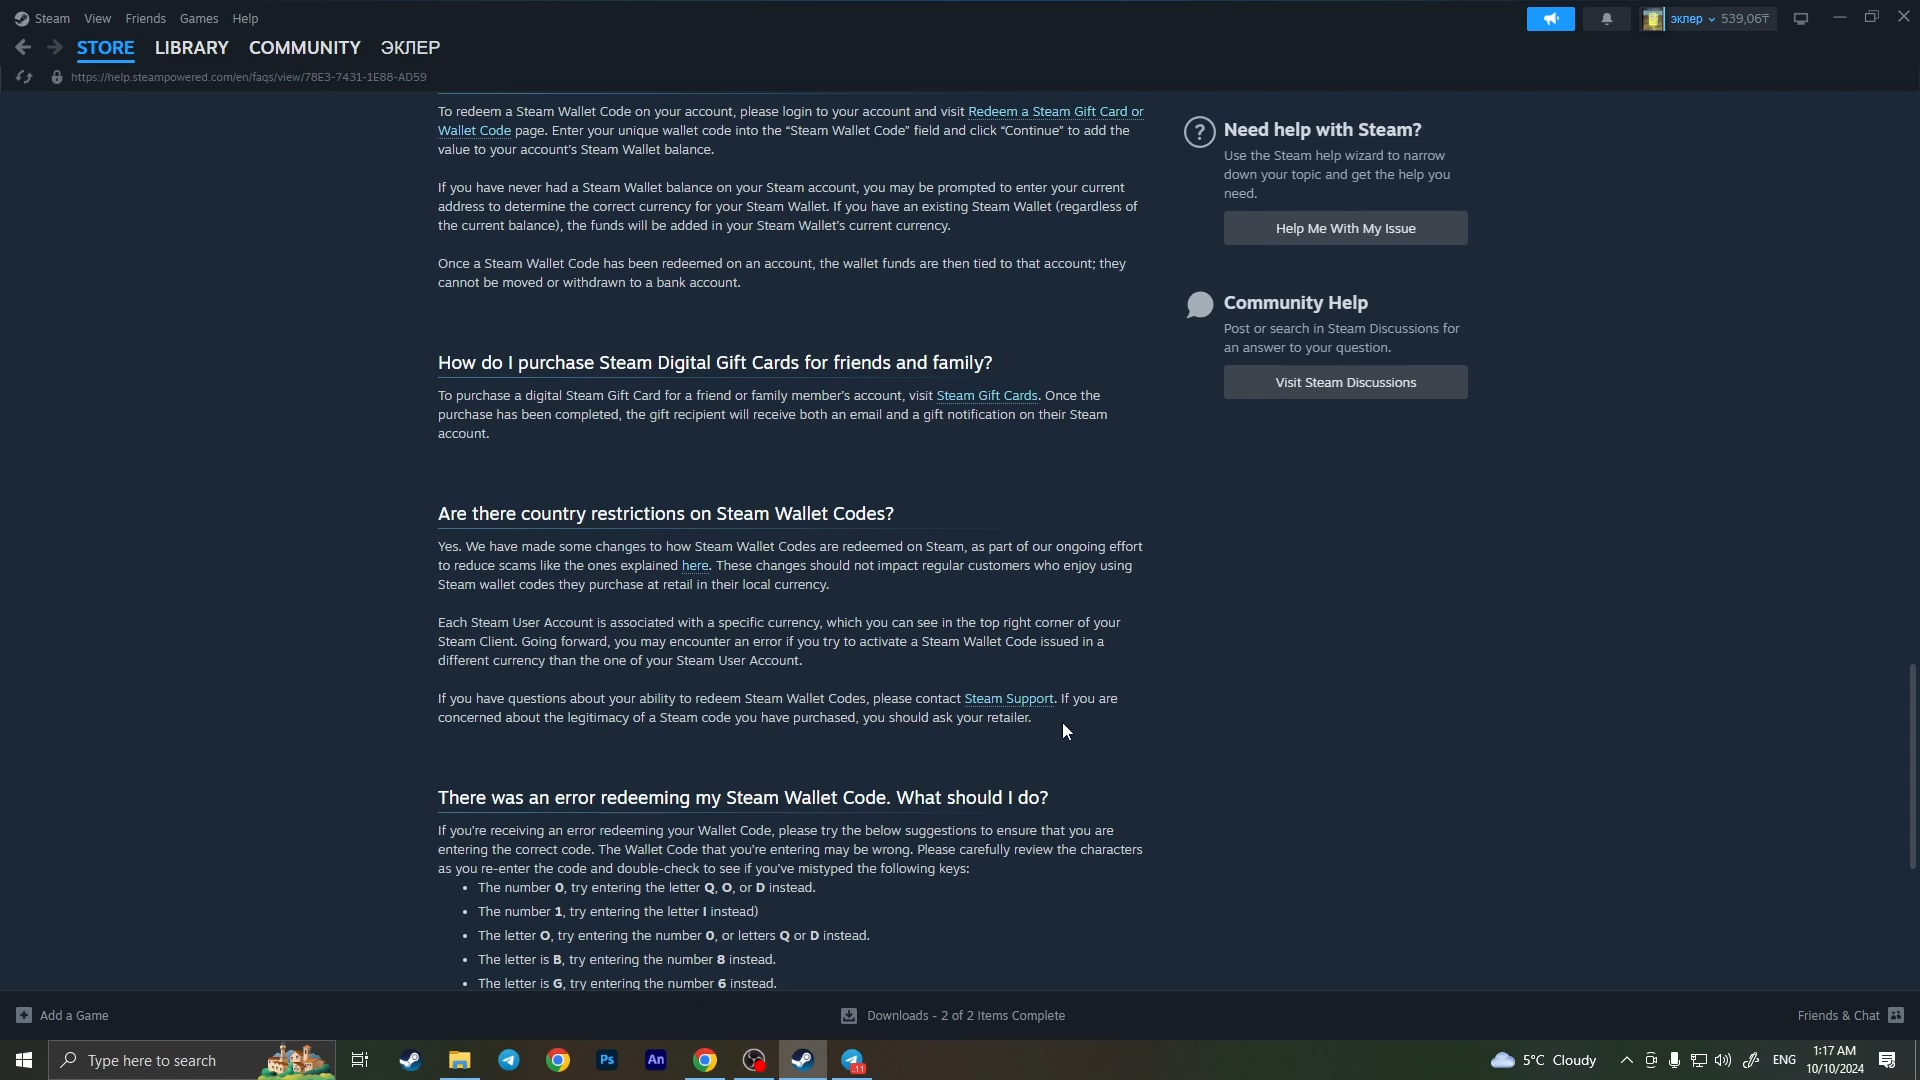 Steam View Friends Games Help
эклер 539,06₸
STORE LIBRARY COMMUNITY ЭКЛЕР
https://help.steampowered.com/en/faqs/view/78E3-7431-1E88-AD59
To redeem a Steam Wallet Code on your account, please login to your account and visit Redeem a Steam Gift Card or
Wallet Code page. Enter your unique wallet code into the “Steam Wallet Code” field and click “Continue” to add the
value to your account’s Steam Wallet balance.
If you have never had a Steam Wallet balance on your Steam account, you may be prompted to enter your current
address to determine the correct currency for your Steam Wallet. If you have an existing Steam Wallet (regardless of
the current balance), the funds will be added in your Steam Wallet’s current currency.
Once a Steam Wallet Code has been redeemed on an account, the wallet funds are then tied to that account; they
cannot be moved or withdrawn to a bank account.
How do I purchase Steam Digital Gift Cards for friends and family?
To purchase a digital Steam Gift Card for a friend or family member’s account, visit Steam Gift Cards. Once the
purchase has been completed, the gift recipient will receive both an email and a gift notification on their Steam
account.
Are there country restrictions on Steam Wallet Codes?
Yes. We have made some changes to how Steam Wallet Codes are redeemed on Steam, as part of our ongoing effort
to reduce scams like the ones explained here. These changes should not impact regular customers who enjoy using
Steam wallet codes they purchase at retail in their local currency.
Each Steam User Account is associated with a specific currency, which you can see in the top right corner of your
Steam Client. Going forward, you may encounter an error if you try to activate a Steam Wallet Code issued in a
different currency than the one of your Steam User Account.
If you have questions about your ability to redeem Steam Wallet Codes, please contact Steam Support. If you are
concerned about the legitimacy of a Steam code you have purchased, you should ask your retailer.
There was an error redeeming my Steam Wallet Code. What should I do?
If you’re receiving an error redeeming your Wallet Code, please try the below suggestions to ensure that you are
entering the correct code. The Wallet Code that you’re entering may be wrong. Please carefully review the characters
as you re-enter the code and double-check to see if you’ve mistyped the following keys:
• The number 0, try entering the letter Q, O, or D instead.
• The number 1, try entering the letter I instead)
• The letter O, try entering the number 0, or letters Q or D instead.
• The letter is B, try entering the number 8 instead.
• The letter is G, try entering the number 6 instead.
Need help with Steam?
Use the Steam help wizard to narrow
down your topic and get the help you
need.
Help Me With My Issue
Community Help
Post or search in Steam Discussions for
an answer to your question.
Visit Steam Discussions
Add a Game
Downloads - 2 of 2 Items Complete
Friends & Chat
Type here to search
Ps
An
11
5°C Cloudy
ENG
1:17 AM
10/10/2024